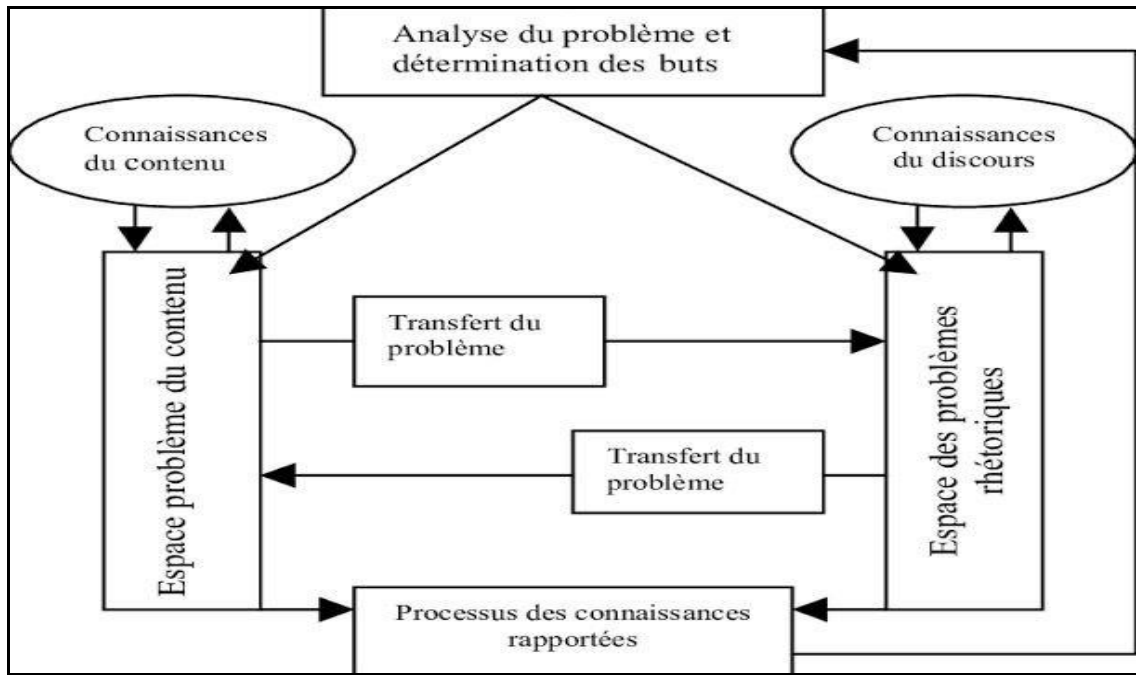 Analyse du problème et
détermination des buts
Connaissances
du contenu
Connaissances
du discours
Espace problème du contenu
Transfert du
problème
Transfert du
problème
Espace des problèmes
rhétoriques
Processus des connaissances
rapportées